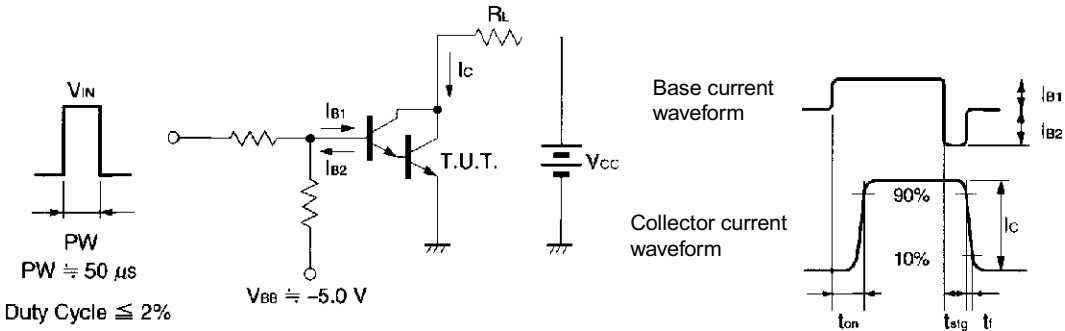 VIN
PW
PW ≒ 50 μs
Duty Cycle ≦ 2%
RL
IC
IB1
IB2
T.U.T.
VCC
VBB ≒ −5.0 V
Base current
waveform
IB1
IB2
Collector current
waveform
90%
10%
IC
ton
tstg
tf